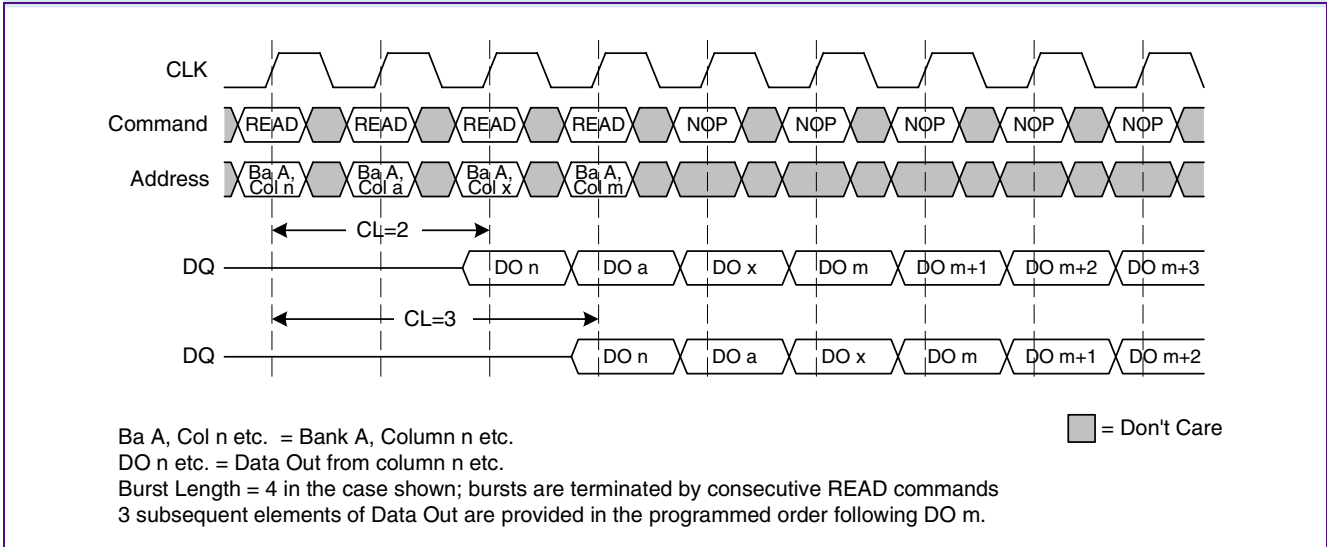 CLK
Command READ READ READ READ NOP NOP NOP NOP NOP
Address Ba A, Col n Ba A, Col a Ba A, Col x Ba A, Col m
CL=2
DQ DO n DO a DO x DO m DO m+1 DO m+2 DO m+3
CL=3
DQ DO n DO a DO x DO m DO m+1 DO m+2
= Don't Care
Ba A, Col n etc. = Bank A, Column n etc.
DO n etc. = Data Out from column n etc.
Burst Length = 4 in the case shown; bursts are terminated by consecutive READ commands
3 subsequent elements of Data Out are provided in the programmed order following DO m.